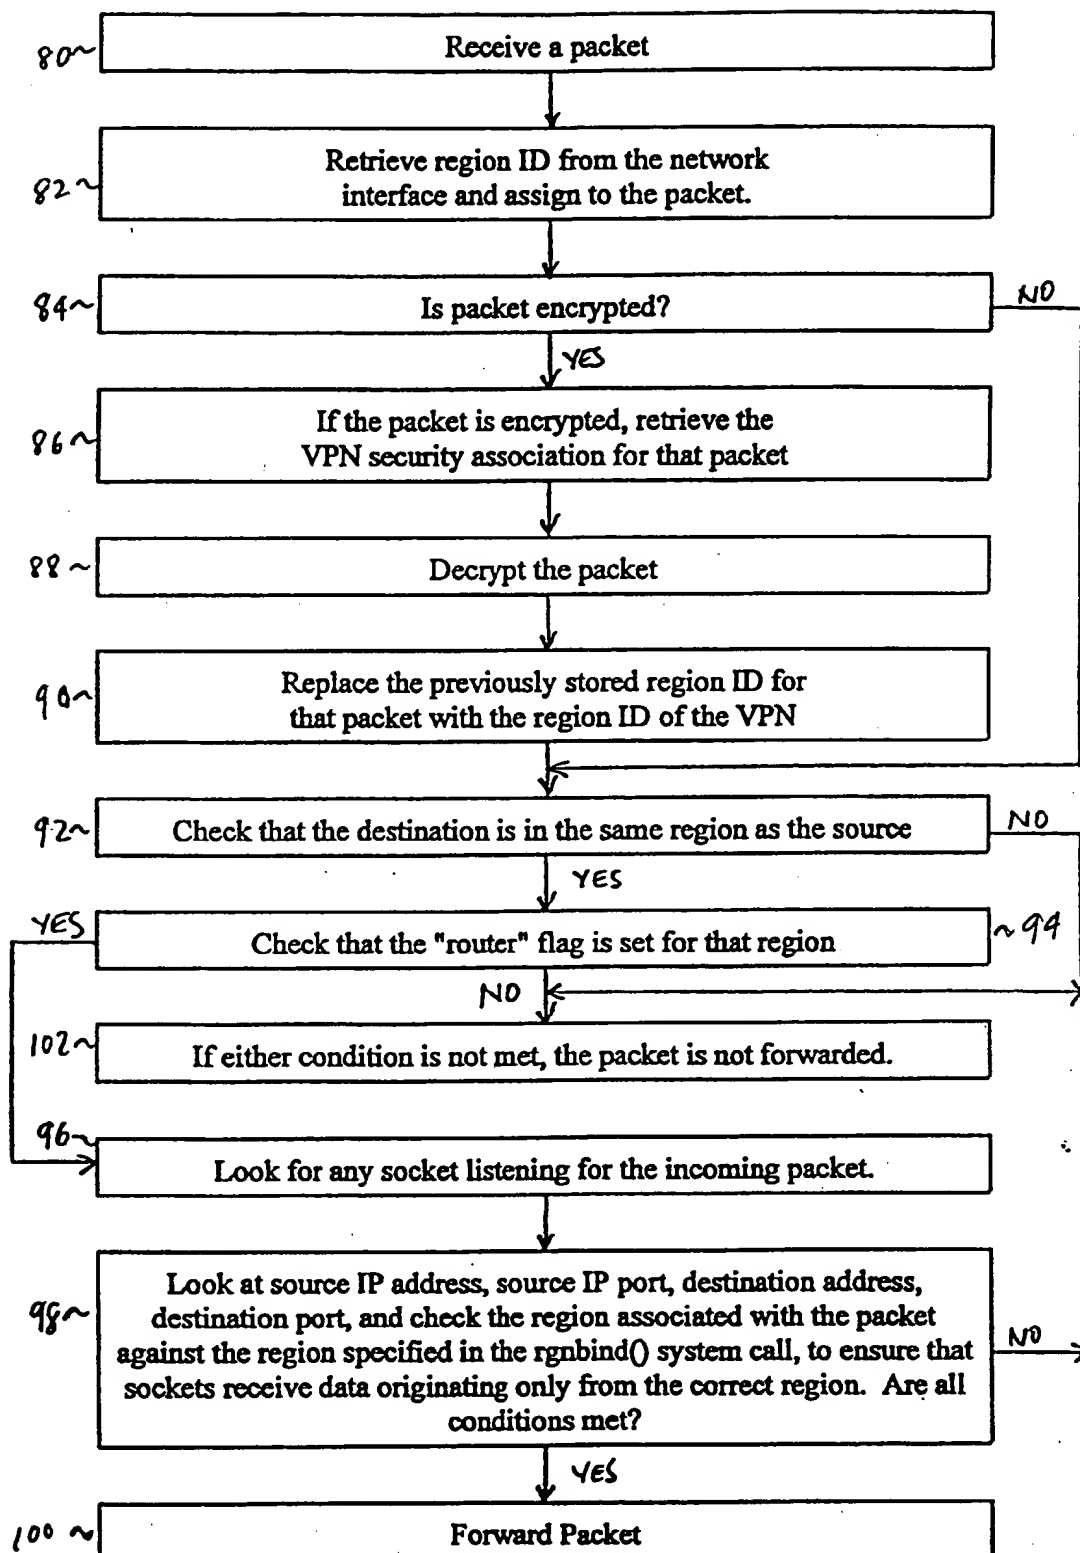 80~
Receive a packet
82~
Retrieve region ID from the network
interface and assign to the packet.
84~
Is packet encrypted?
NO
YES
86~
If the packet is encrypted, retrieve the
VPN security association for that packet
88~
Decrypt the packet
90~
Replace the previously stored region ID for
that packet with the region ID of the VPN
92~
Check that the destination is in the same region as the source
NO
YES
YES
Check that the "router" flag is set for that region
~94
NO
102~
If either condition is not met, the packet is not forwarded.
96~
Look for any socket listening for the incoming packet.
98~
Look at source IP address, source IP port, destination address,
destination port, and check the region associated with the packet
against the region specified in the rgnbind() system call, to ensure that
sockets receive data originating only from the correct region. Are all
conditions met?
NO
YES
100~
Forward Packet